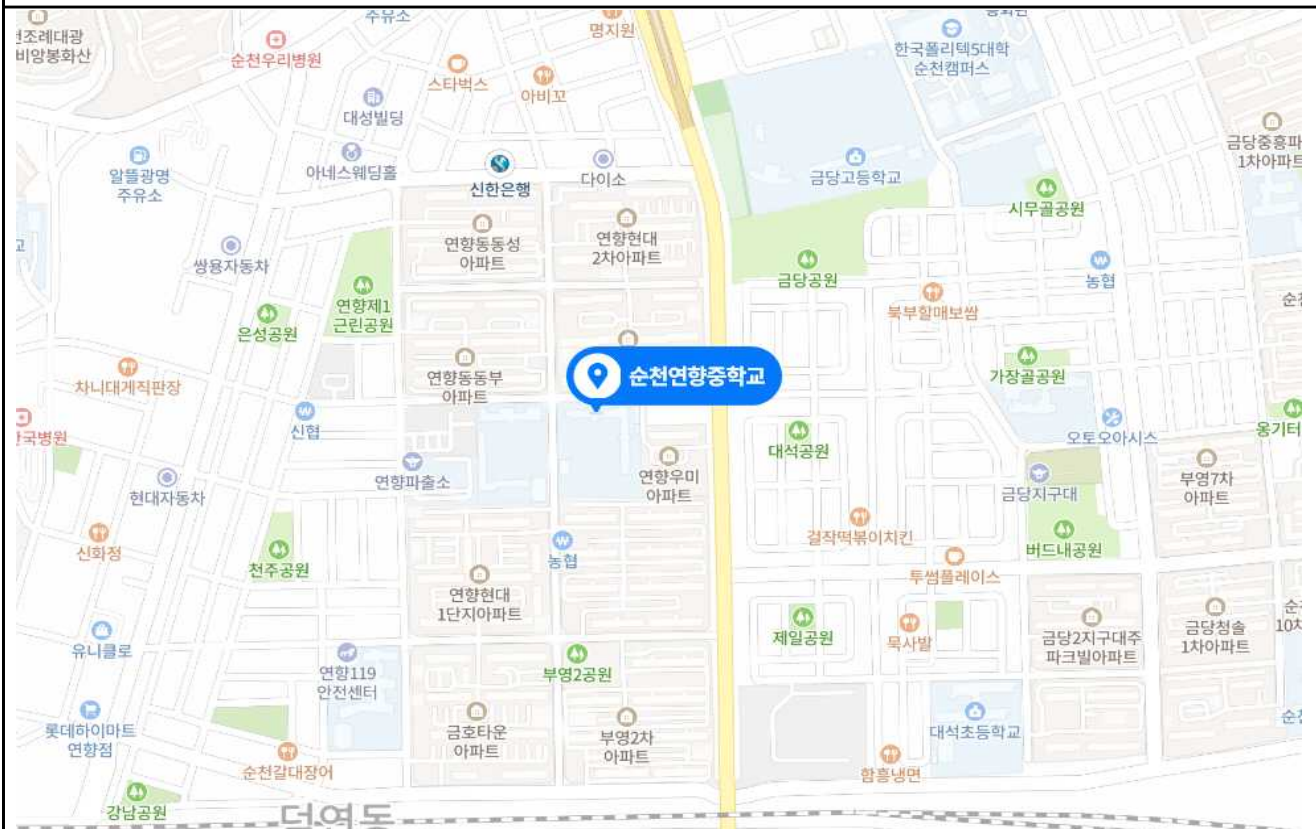 주유소
명지원
한국폴리텍5대학
순천캠퍼스
순천우리병원
스타벅스
아비꼬
대성빌딩
금당중흥파
1차아파트
알뜰광명
주유소
아네스웨딩홀
신한은행
다이소
금당고등학교
시무골공원
쌍용자동차
연향동동성
아파트
연향현대
2차아파트
금당공원
농협
은성공원
연향제1
근린공원
북부할매보쌈
차니대게직판장
연향동동부
아파트
순천연향중학교
가장골공원
신협
대석공원
오토오아시스
옹기터
현대자동차
연향파출소
연향우미
아파트
금당지구대
부영7차
아파트
신화정
천주공원
농협
걸작떡볶이치킨
버드내공원
연향현대
1단지아파트
투썸플레이스
유니클로
연향119
안전센터
부영2공원
제일공원
묵사발
금당2지구대주
파크빌아파트
금당청솔
1차아파트
10차
롯데하이마트
연향점
순천갈대장어
금호타운
아파트
부영2차
아파트
대석초등학교
함흥냉면
강남공원